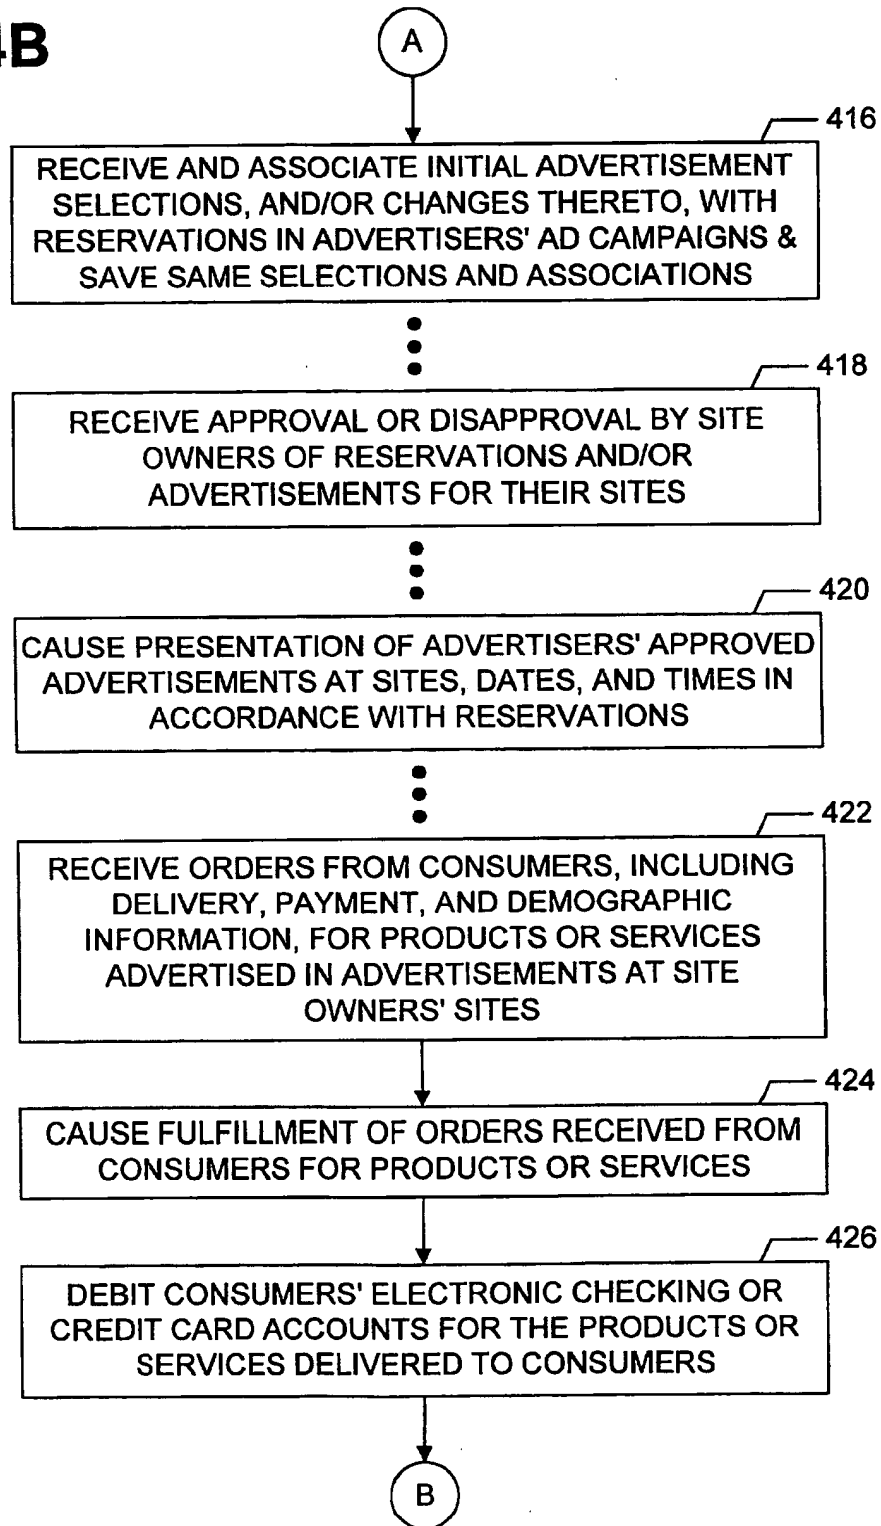 4B
A
416
RECEIVE AND ASSOCIATE INITIAL ADVERTISEMENT
SELECTIONS, AND/OR CHANGES THERETO, WITH
RESERVATIONS IN ADVERTISERS' AD CAMPAIGNS &
SAVE SAME SELECTIONS AND ASSOCIATIONS
418
RECEIVE APPROVAL OR DISAPPROVAL BY SITE
OWNERS OF RESERVATIONS AND/OR
ADVERTISEMENTS FOR THEIR SITES
420
CAUSE PRESENTATION OF ADVERTISERS' APPROVED
ADVERTISEMENTS AT SITES, DATES, AND TIMES IN
ACCORDANCE WITH RESERVATIONS
422
RECEIVE ORDERS FROM CONSUMERS, INCLUDING
DELIVERY, PAYMENT, AND DEMOGRAPHIC
INFORMATION, FOR PRODUCTS OR SERVICES
ADVERTISED IN ADVERTISEMENTS AT SITE
OWNERS' SITES
424
CAUSE FULFILLMENT OF ORDERS RECEIVED FROM
CONSUMERS FOR PRODUCTS OR SERVICES
426
DEBIT CONSUMERS' ELECTRONIC CHECKING OR
CREDIT CARD ACCOUNTS FOR THE PRODUCTS OR
SERVICES DELIVERED TO CONSUMERS
B